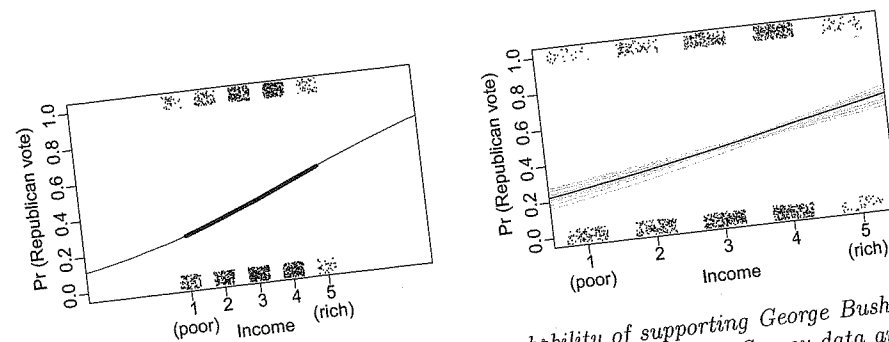 1.0
0.8
0.6
0.4
0.2
0.0
Pr (Republican vote)
1 2 3 4 5
(poor) Income (rich)
1.0
0.8
0.6
0.4
0.2
0.0
Pr (Republican vote)
1 2 3 4 5
(poor) Income (rich)
of supporting George Bush
data